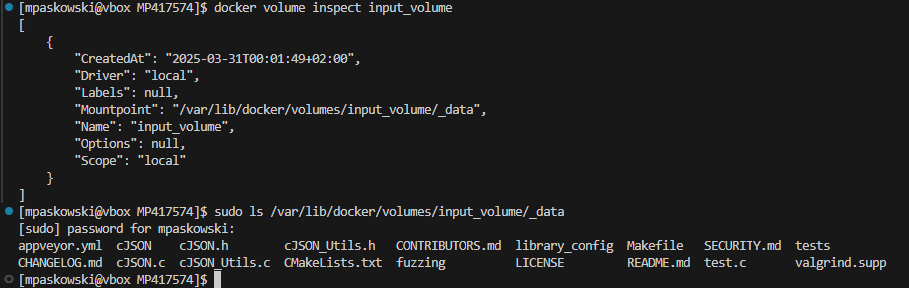 [mpaskowski@vbox MP417574]$ docker volume inspect input_volume
[
    {
        "CreatedAt": "2025-03-31T00:01:49+02:00",
        "Driver": "local",
        "Labels": null,
        "Mountpoint": "/var/lib/docker/volumes/input_volume/_data",
        "Name": "input_volume",
        "Options": null,
        "Scope": "local"
    }
]
[mpaskowski@vbox MP417574]$ sudo ls /var/lib/docker/volumes/input_volume/_data
[sudo] password for mpaskowski:
appveyor.yml  cJSON    cJSON.h        cJSON_Utils.h   CONTRIBUTORS.md  library_config  Makefile   SECURITY.md  tests
CHANGELOG.md  cJSON.c  cJSON_Utils.c  CMakeLists.txt  fuzzing          LICENSE         README.md  test.c       valgrind.supp
[mpaskowski@vbox MP417574]$